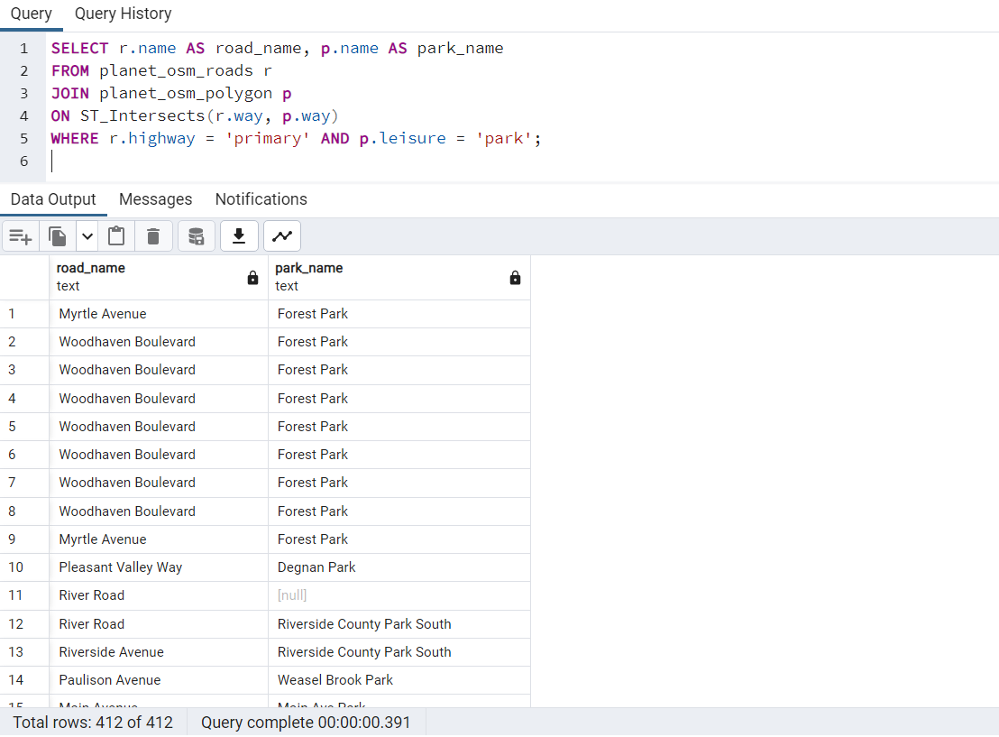 Query Query History
1 SELECT r.name AS road_name, p.name AS park_name
2 FROM planet_osm_roads r
3 JOIN planet_osm_polygon p
4 ON ST_Intersects(r.way, p.way)
5 WHERE r.highway = 'primary' AND p.leisure = 'park';
6
Data Output Messages Notifications
road_name park_name
text text
1 Myrtle Avenue Forest Park
2 Woodhaven Boulevard Forest Park
3 Woodhaven Boulevard Forest Park
4 Woodhaven Boulevard Forest Park
5 Woodhaven Boulevard Forest Park
6 Woodhaven Boulevard Forest Park
7 Woodhaven Boulevard Forest Park
8 Woodhaven Boulevard Forest Park
9 Myrtle Avenue Forest Park
10 Pleasant Valley Way Degnan Park
11 River Road [null]
12 River Road Riverside County Park South
13 Riverside Avenue Riverside County Park South
14 Paulison Avenue Weasel Brook Park
15 Main Avenue Main Ave Park
Total rows: 412 of 412 Query complete 00:00:00.391